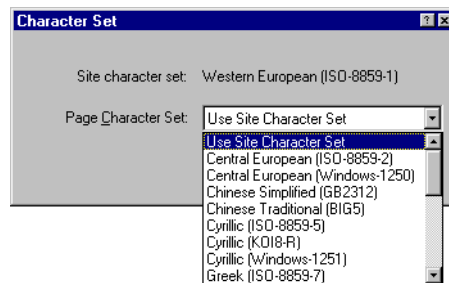 Character Set
Site character set: Western European (ISO-8859-1)
Page Character Set: Use Site Character Set
Use Site Character Set
Central European (ISO-8859-2)
Central European (Windows-1250)
Chinese Simplified (GB2312)
Chinese Traditional (BIG5)
Cyrillic (ISO-8859-5)
Cyrillic (KOI8-R)
Cyrillic (Windows-1251)
Greek (ISO-8859-7)